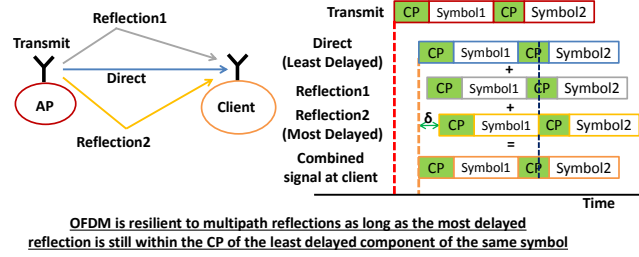 Reflection1
Transmit
Direct
AP
Client
Reflection2
Transmit
CP Symbol1 CP Symbol2
Direct
(Least Delayed)
CP Symbol1 CP Symbol2
+
Reflection1
CP Symbol1 CP Symbol2
+
Reflection2
(Most Delayed)
δ
CP Symbol1 CP Symbol2
=
Combined
signal at client
CP Symbol1 CP Symbol2
Time
OFDM is resilient to multipath reflections as long as the most delayed
reflection is still within the CP of the least delayed component of the same symbol